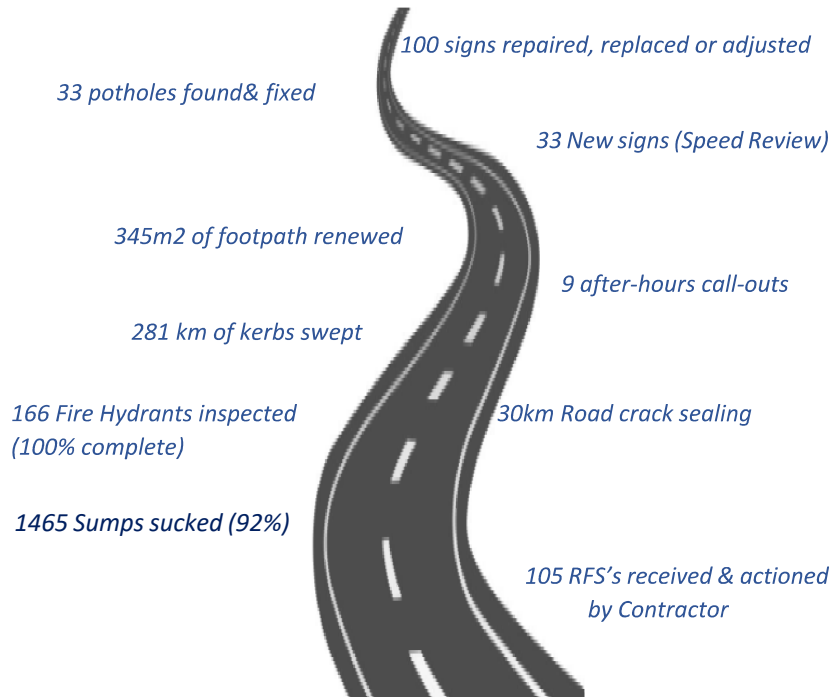 100 signs repaired, replaced or adjusted
33 potholes found& fixed
33 New signs (Speed Review)
345m2 of footpath renewed
9 after-hours call-outs
281 km of kerbs swept
166 Fire Hydrants inspected
(100% complete)
30km Road crack sealing
1465 Sumps sucked (92%)
105 RFS’s received & actioned
by Contractor